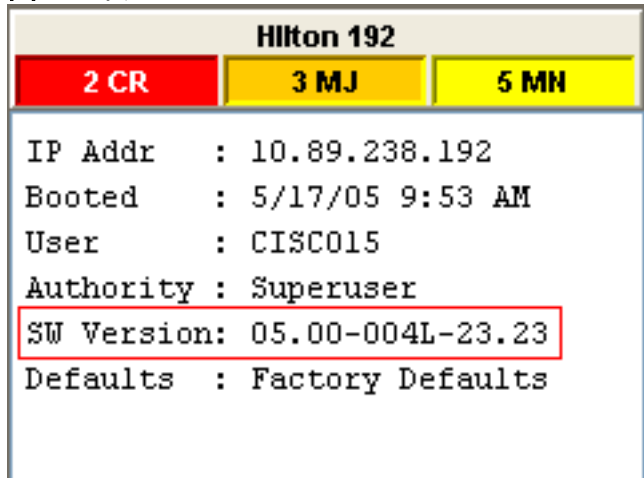 HIlton 192
2 CR 3 MJ 5 MN
IP Addr : 10.89.238.192
Booted : 5/17/05 9:53 AM
User : CISCO15
Authority : Superuser
SW Version: 05.00-004L-23.23
Defaults : Factory Defaults